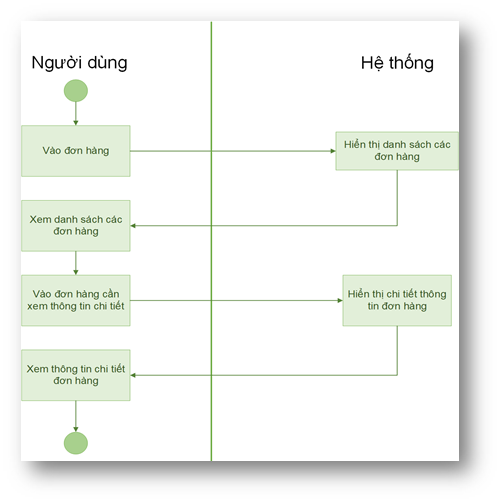 Người dùng
Hệ thống
Vào đơn hàng
Hiển thị danh sách các
đơn hàng
Xem danh sách các
đơn hàng
Vào đơn hàng cần
xem thông tin chi tiết
Hiển thị chi tiết thông
tin đơn hàng
Xem thông tin chi tiết
đơn hàng